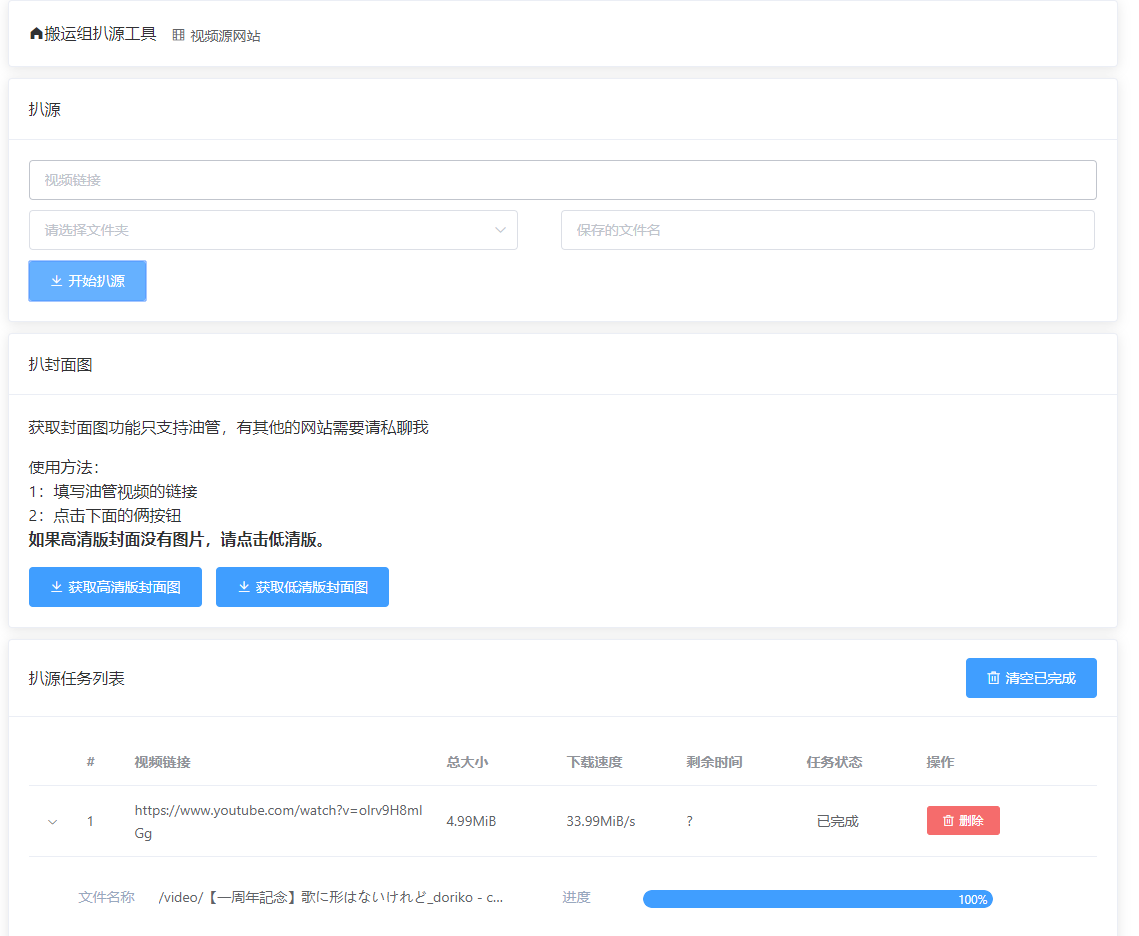 搬运组扒源工具 视频源网站
扒源
视频链接
请选择文件夹 保存的文件名
开始扒源
扒封面图
获取封面图功能只支持油管，有其他的网站需要请私聊我
使用方法：
1：填写油管视频的链接
2：点击下面的俩按钮
如果高清版封面没有图片，请点击低清版。
获取高清版封面图 获取低清版封面图
扒源任务列表 清空已完成
# 视频链接 总大小 下载速度 剩余时间 任务状态 操作
1 https://www.youtube.com/watch?v=olrv9H8ml 4.99MiB 33.99MiB/s ? 已完成 删除
Gg
文件名称 /video/【一周年記念】歌に形はないけれど_doriko - c... 进度 100%